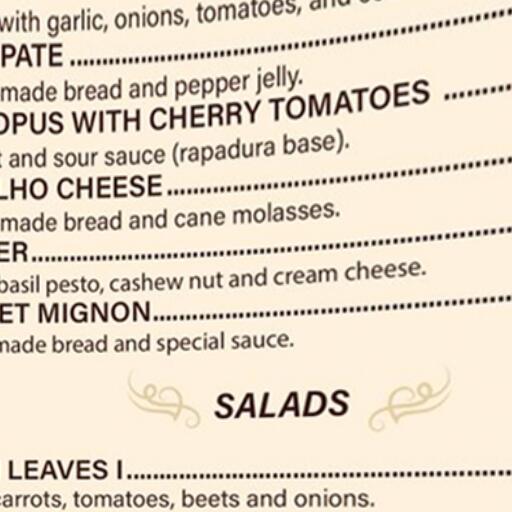 with garlic, onions, tomatoes, and
PATE
made bread and pepper jelly.
OPUS WITH CHERRY TOMATOES
t and sour sauce (rapadura base).
LHO CHEESE
made bread and cane molasses.
ER
basil pesto, cashew nut and cream cheese.
ET MIGNON
made bread and special sauce.
SALADS
LEAVES I
carrots, tomatoes, beets and onions.